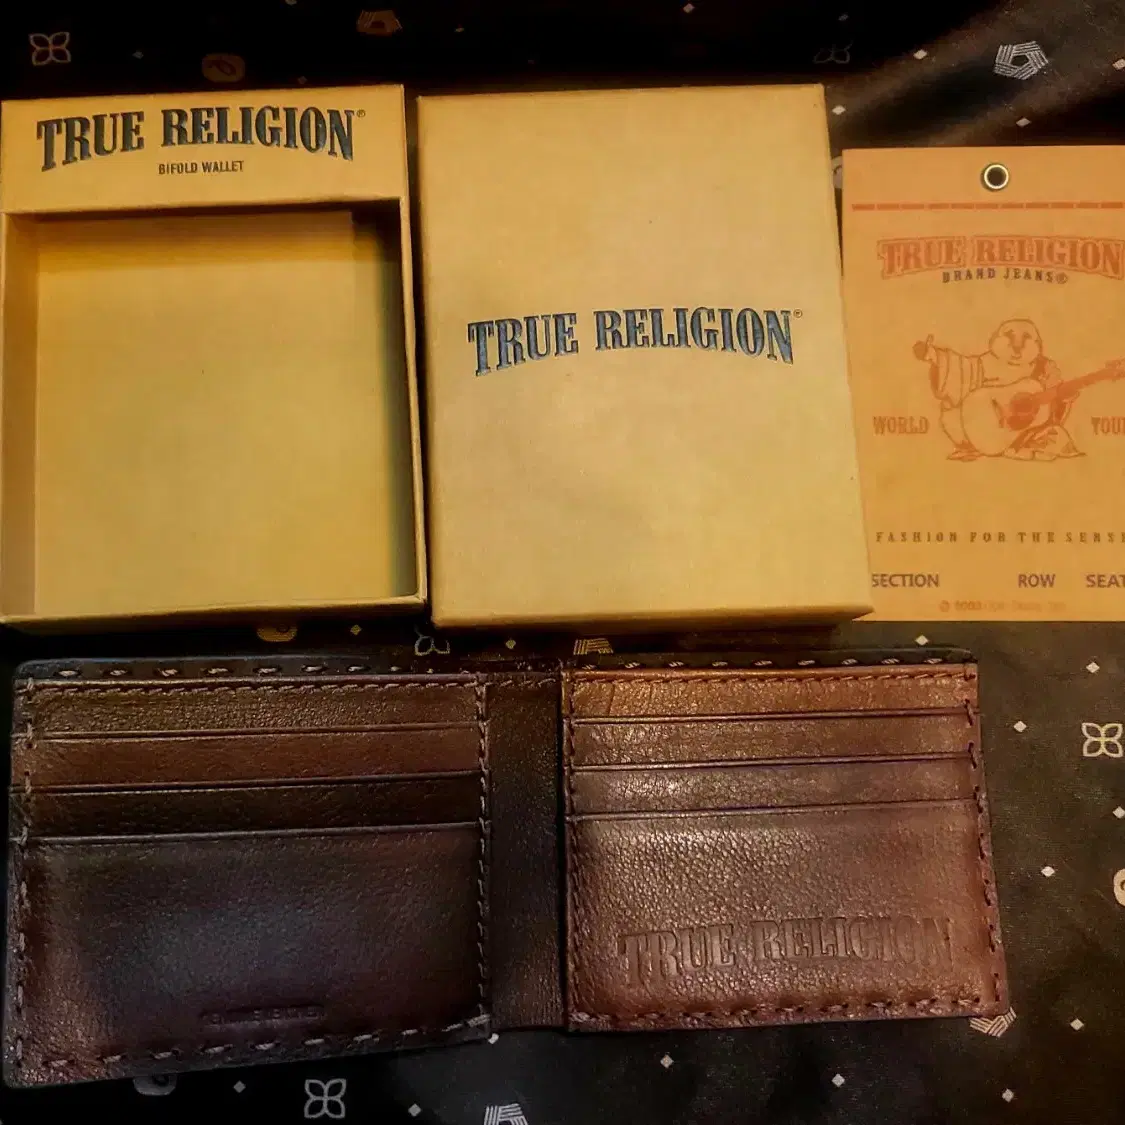 TRUE RELIGION®
BIFOLD WALLET
TRUE RELIGION®
TRUE RELIGION
BRAND JEANS®
WORLD TOU
FASHION FOR THE SENS
SECTION ROW SEAT
TRUE RELIGION